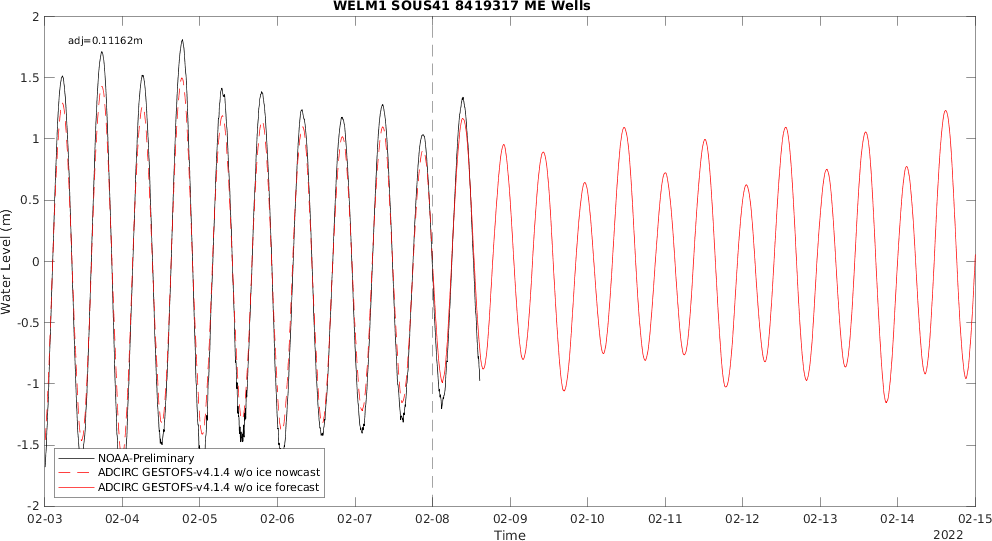 WELM1 SOUS41 8419317 ME Wells
adj=0.11162m
Water Level (m)
2
1.5
1
0.5
0
-0.5
-1
-1.5
-2
NOAA-Preliminary
ADCIRC GESTOFS-v4.1.4 w/o ice nowcast
ADCIRC GESTOFS-v4.1.4 w/o ice forecast
02-03 02-04 02-05 02-06 02-07 02-08 02-09 02-10 02-11 02-12 02-13 02-14 02-15
Time
2022